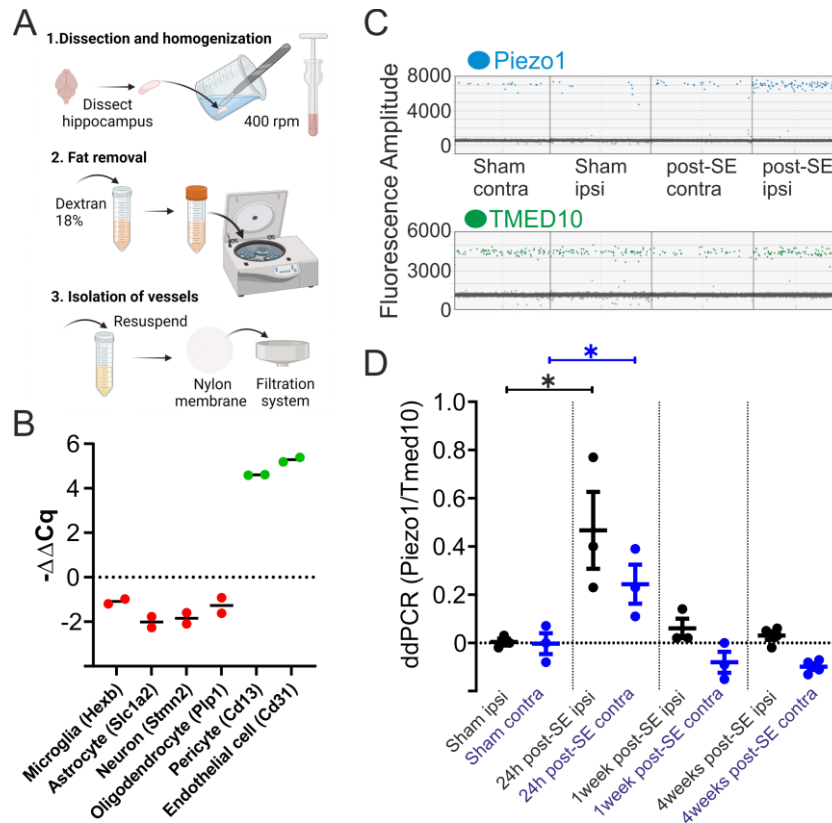 A
1.Dissection and homogenization
Dissect
hippocampus
400 rpm
2. Fat removal
Dextran
18%
3. Isolation of vessels
Resuspend
Nylon
membrane
Filtration
system
B
-ΔΔCq
6
4
2
0
-2
Microglia (Hexb)
Astrocyte (Slc1a2)
Neuron (Stmn2)
Oligodendrocyte (Plp1)
Pericyte (Cd13)
Endothelial cell (Cd31)
C
Piezo1
Fluorescence Amplitude
8000
4000
0
Sham
contra
Sham
ipsi
post-SE
contra
post-SE
ipsi
TMED10
6000
3000
0
D
*
*
ddPCR (Piezo1/Tmed10)
1.0
0.8
0.6
0.4
0.2
0
Sham ipsi
Sham contra
24h post-SE ipsi
24h post-SE contra
1week post-SE ipsi
1week post-SE contra
4weeks post-SE ipsi
4weeks post-SE contra